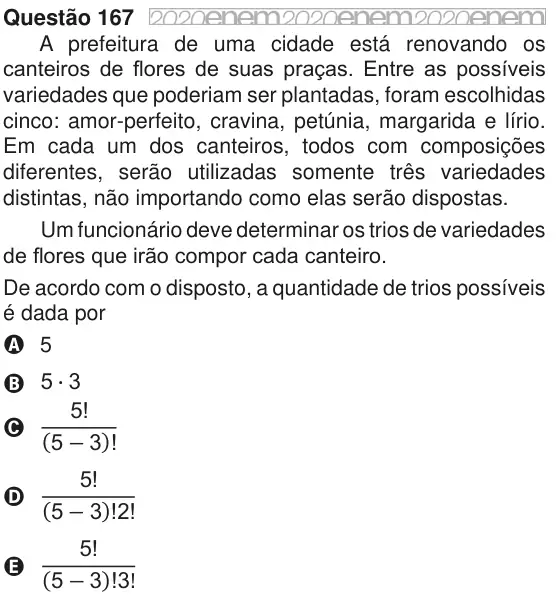 Questão 167 2020enem2020enem2020enem
A prefeitura de uma cidade está renovando os
canteiros de flores de suas praças. Entre as possíveis
variedades que poderiam ser plantadas, foram escolhidas
cinco: amor-perfeito, cravina, petúnia, margarida e lírio.
Em cada um dos canteiros, todos com composições
diferentes, serão utilizadas somente três variedades
distintas, não importando como elas serão dispostas.
Um funcionário deve determinar os trios de variedades
de flores que irão compor cada canteiro.
De acordo com o disposto, a quantidade de trios possíveis
é dada por
A 5
B 5 · 3
5!
C
(5 – 3)!
5!
D
(5 – 3)!2!
5!
E
(5 – 3)!3!